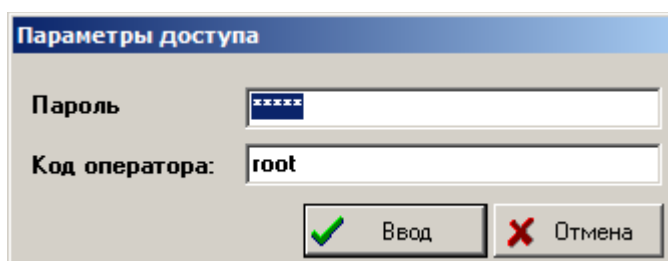 Параметры доступа
Пароль *****
Код оператора: root
Ввод Отмена